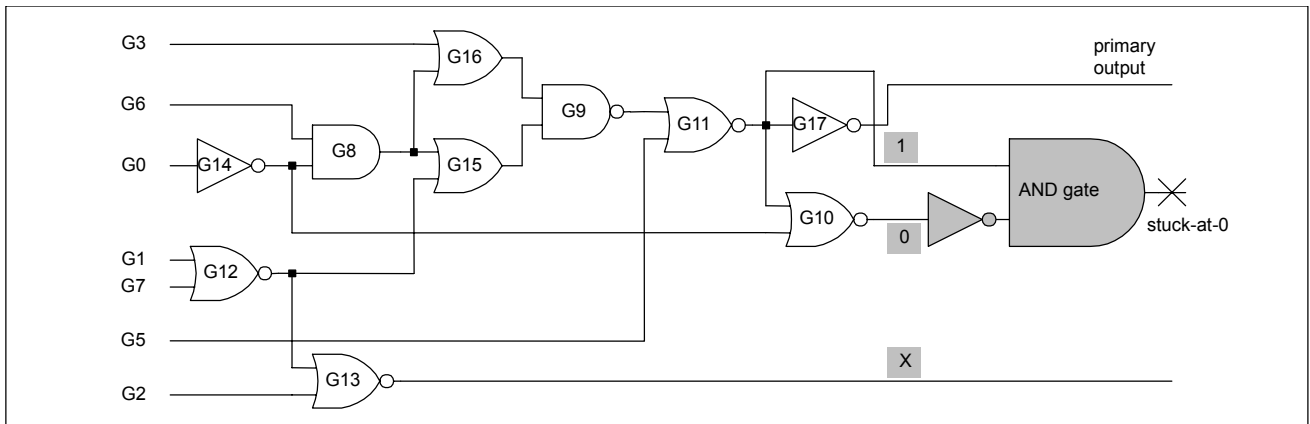 G3
G16
primary
output
G6
G9
G11
G17
G0
G14
G8
G15
1
AND gate
G10
0
stuck-at-0
G1
G12
G7
G5
X
G13
G2